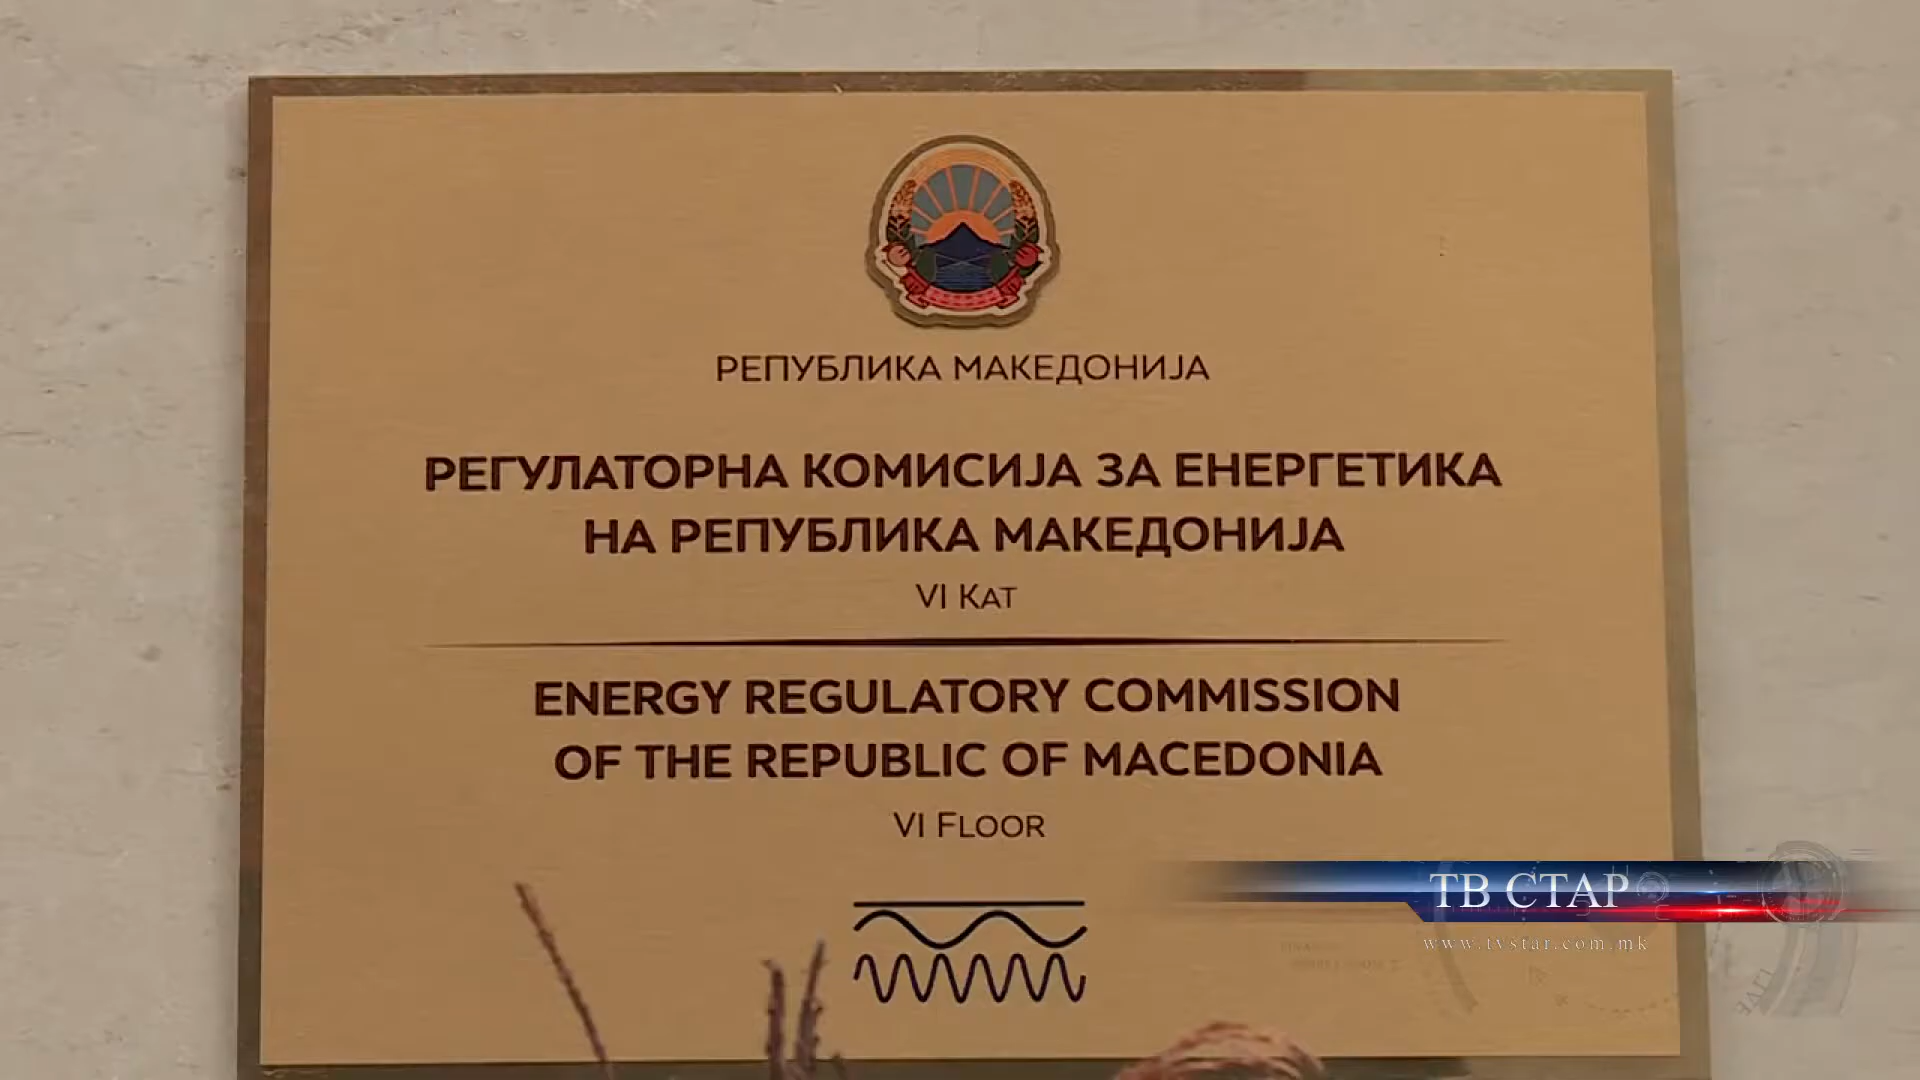 РЕПУБЛИКА МАКЕДОНИЈА
РЕГУЛАТОРНА КОМИСИЈА ЗА ЕНЕРГЕТИКА
НА РЕПУБЛИКА МАКЕДОНИЈА
VI КАТ
ENERGY REGULATORY COMMISSION
OF THE REPUBLIC OF MACEDONIA
VI FLOOR
ТВ СТАР
www.tvstar.com.mk